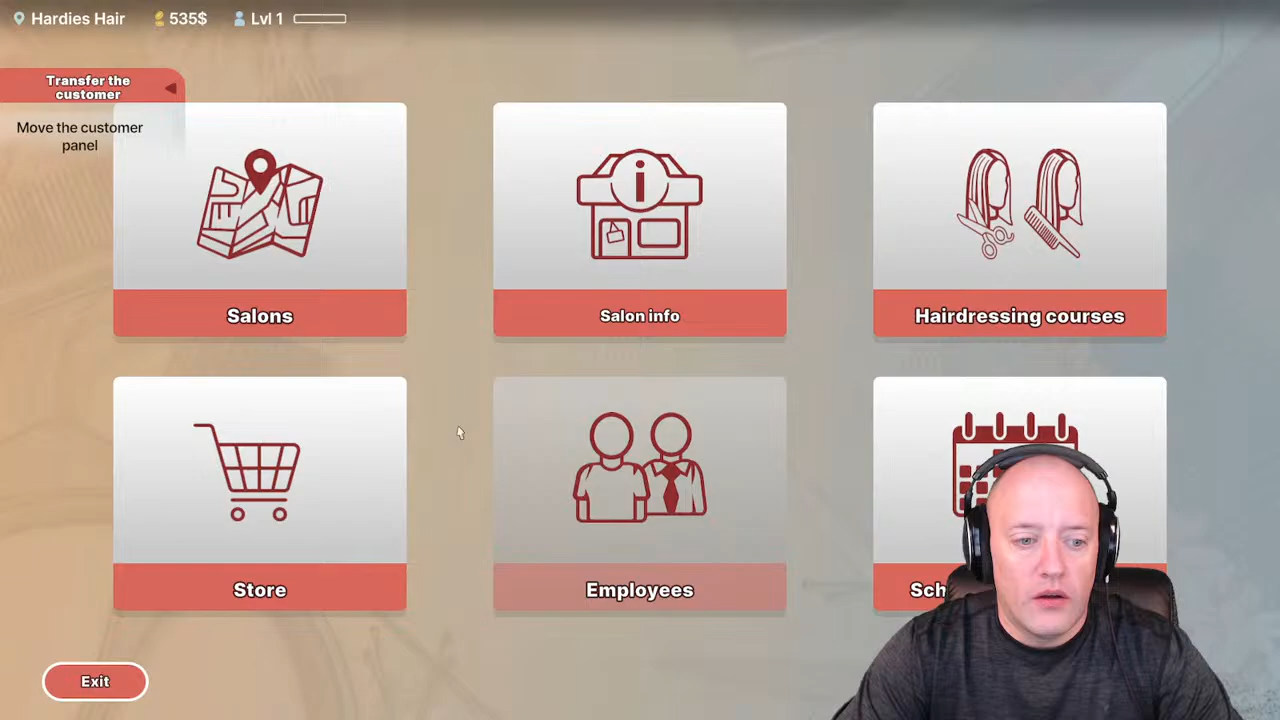 Hardies Hair
535$
Lvl 1
Transfer the
customer
Move the customer
panel
Salons
Salon info
Hairdressing courses
Store
Employees
Sch
Exit